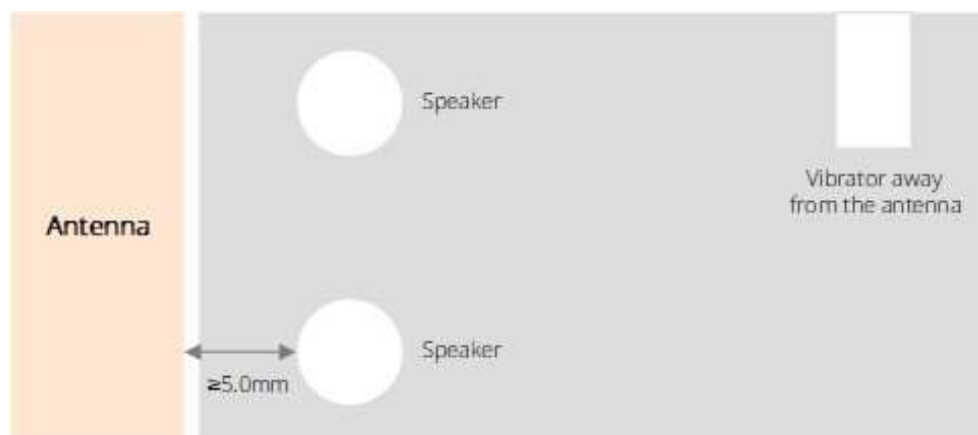 Speaker
Vibrator away
from the antenna
Antenna
Speaker
≥5.0mm